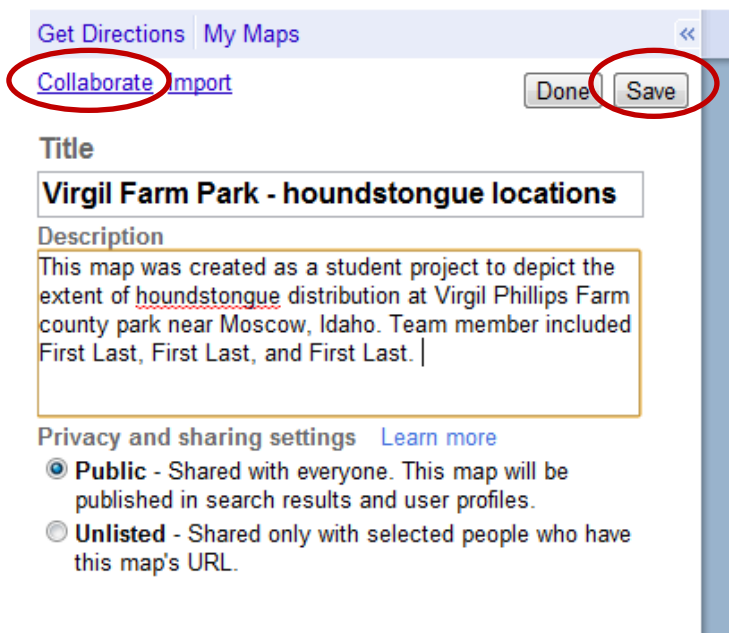 Get Directions My Maps «
Collaborate Import Done Save
Title
Virgil Farm Park - houndstongue locations
Description
This map was created as a student project to depict the
extent of houndstongue distribution at Virgil Phillips Farm
county park near Moscow, Idaho. Team member included
First Last, First Last, and First Last.
Privacy and sharing settings Learn more
Public - Shared with everyone. This map will be
published in search results and user profiles.
Unlisted - Shared only with selected people who have
this map's URL.